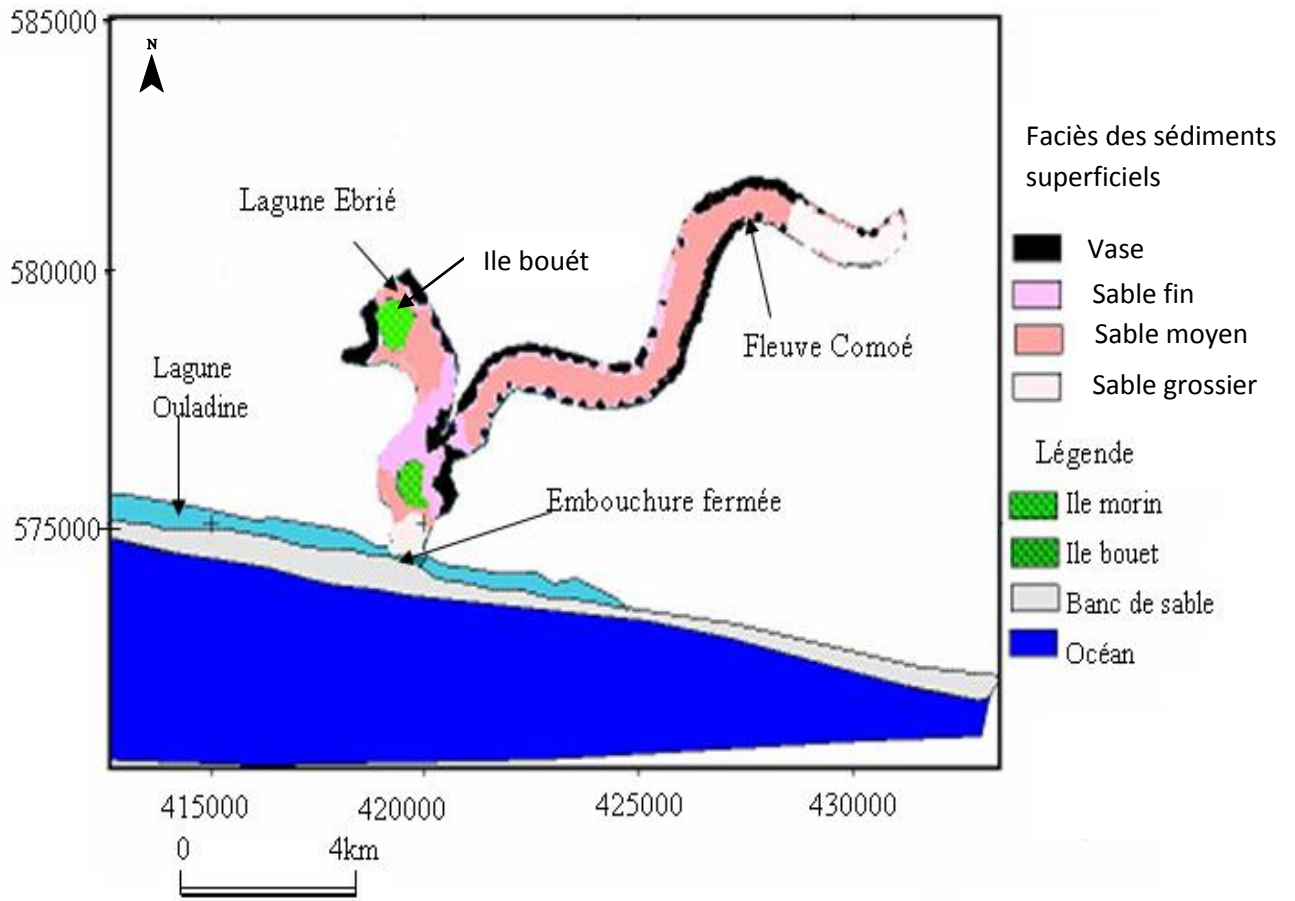 585000
N
Lagune Ebrié
Ile bouét
580000
Fleuve Comoé
Lagune
Ouladine
Embouchure fermée
575000
415000
420000
425000
430000
0
4km
Faciès des sédiments
superficiels
Vase
Sable fin
Sable moyen
Sable grossier
Légende
Ile morin
Ile bouet
Banc de sable
Océan